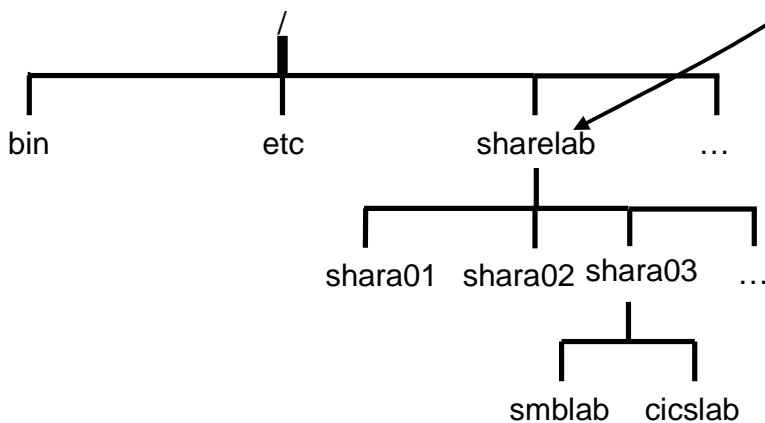 /
bin etc sharelab …
shara01 shara02 shara03 …
smblab cicslab